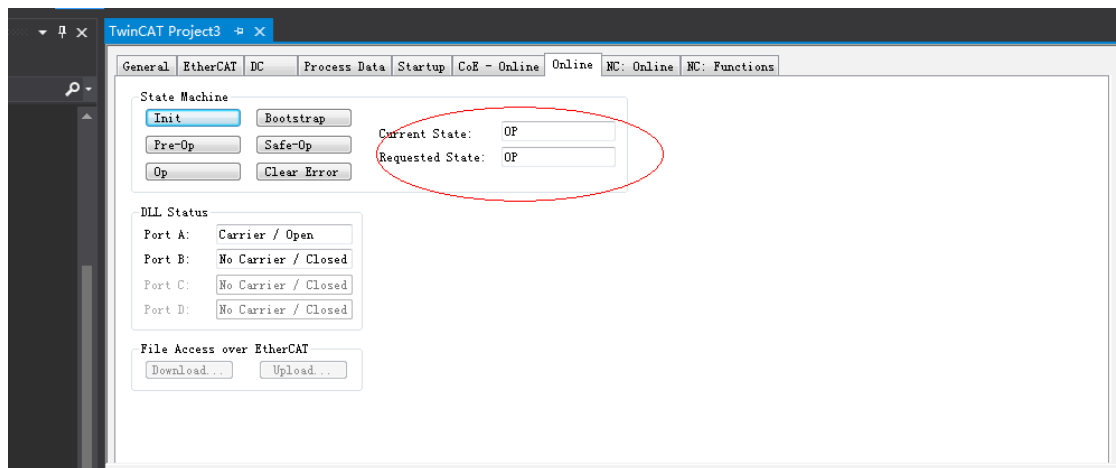 TwinCAT Project3
General EtherCAT DC Process Data Startup CoE - Online Online NC: Online NC: Functions
State Machine
Init Bootstrap
Pre-Op Safe-Op
Op Clear Error
Current State: OP
Requested State: OP
DLL Status
Port A: Carrier / Open
Port B: No Carrier / Closed
Port C: No Carrier / Closed
Port D: No Carrier / Closed
File Access over EtherCAT
Download... Upload...